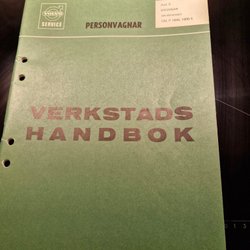 VOLVO
SERVICE
PERSONVAGNAR
VERKSTADS
HANDBOK